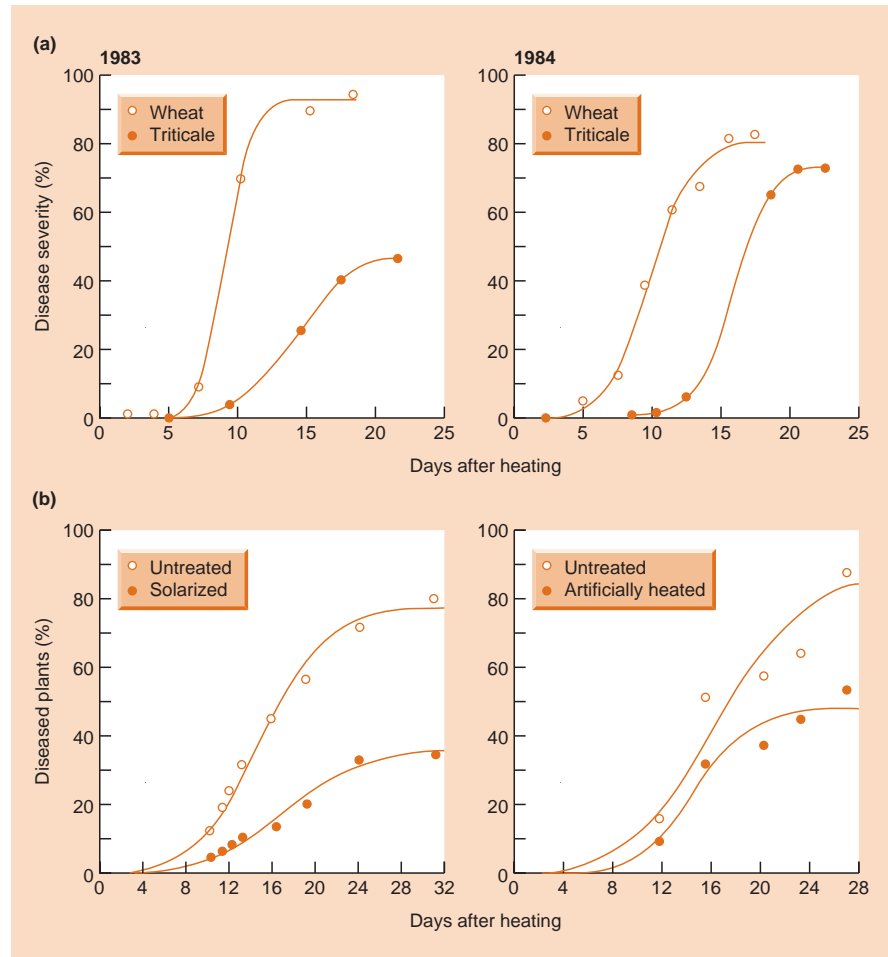 (a)
1983
1984
Disease severity (%)
100
80
60
40
20
0
Wheat
Triticale
0 5 10 15 20 25
100
80
60
40
20
0
Wheat
Triticale
0 5 10 15 20 25
Days after heating
(b)
Diseased plants (%)
100
80
60
40
20
0
Untreated
Solarized
0 4 8 12 16 20 24 28 32
100
80
60
40
20
0
Untreated
Artificially heated
0 4 8 12 16 20 24 28
Days after heating